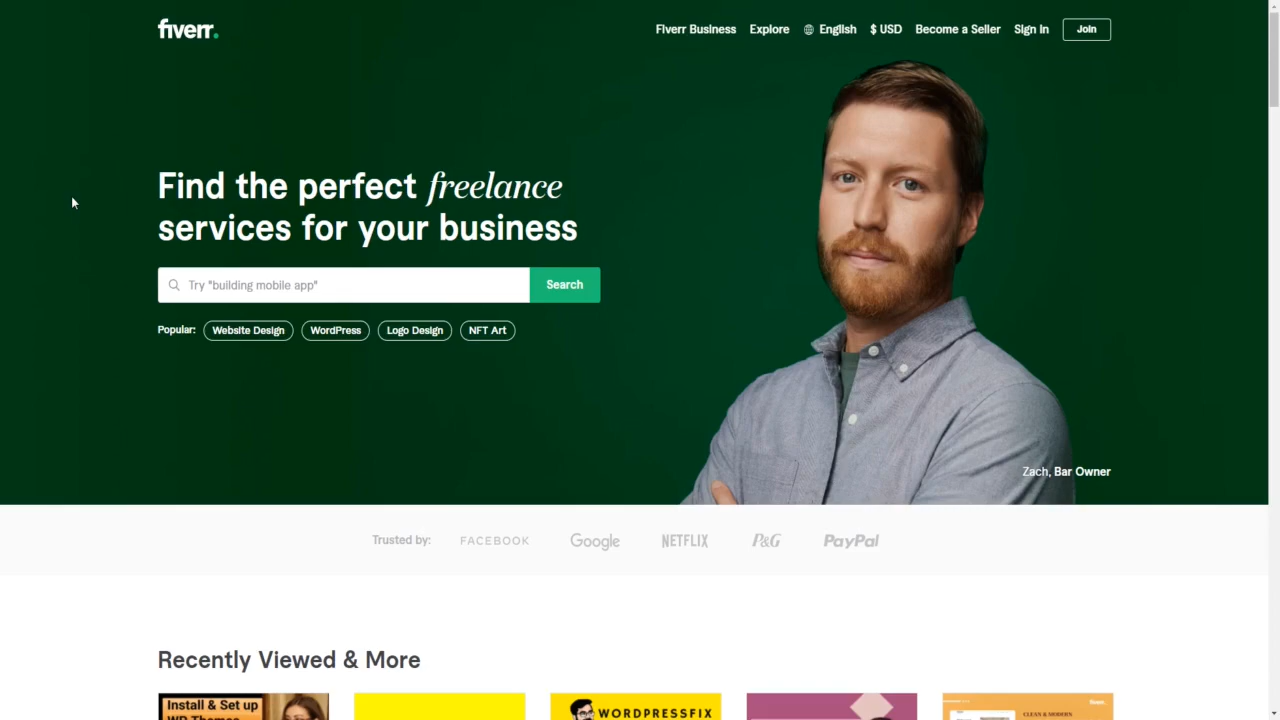 fiverr.
Fiverr Business
Explore
English
$ USD
Become a Seller
Sign In
Join
Find the perfect freelance
services for your business
Try "building mobile app"
Search
Popular:
Website Design
WordPress
Logo Design
NFT Art
Zach, Bar Owner
Trusted by:
FACEBOOK
Google
NETFLIX
P&G
PayPal
Recently Viewed & More
Install & Set up
WP Themes
WORDPRESSFIX
CLEAN & MODERN